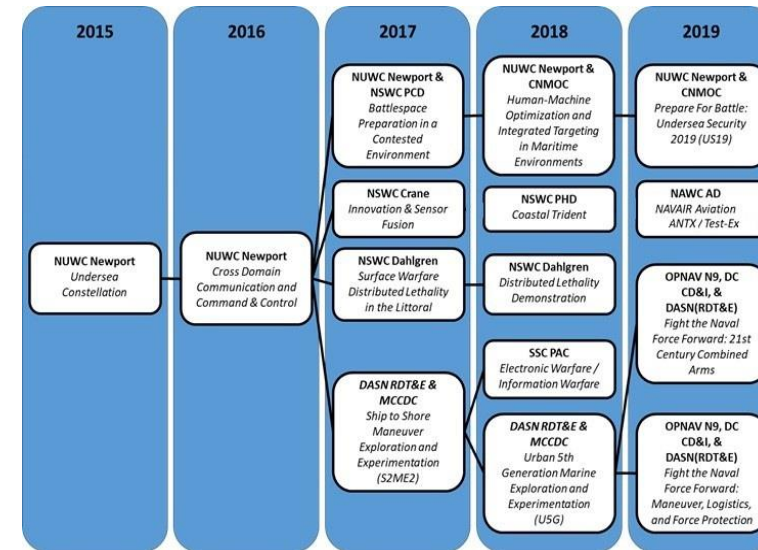 2015
2016
2017
2018
2019
NUWC Newport
Undersea
Constellation
NUWC Newport
Cross Domain
Communication and
Command & Control
NUWC Newport &
NSWC PCD
Battlespace
Preparation in a
Contested
Environment
NSWC Crane
Innovation & Sensor
Fusion
NSWC Dahlgren
Surface Warfare
Distributed Lethality
in the Littoral
DASN RDT&E &
MCCDC
Ship to Shore
Maneuver
Exploration and
Experimentation
(S2ME2)
NUWC Newport &
CNMOC
Human-Machine
Optimization and
Integrated Targeting
in Maritime
Environments
NSWC PHD
Coastal Trident
NSWC Dahlgren
Distributed Lethality
Demonstration
SSC PAC
Electronic Warfare /
Information Warfare
DASN RDT&E &
MCCDC
Urban 5th
Generation Marine
Exploration and
Experimentation
(U5G)
NUWC Newport &
CNMOC
Prepare For Battle:
Undersea Security
2019 (US19)
NAWC AD
NAVAIR Aviation
ANTX / Test-Ex
OPNAV N9, DC
CD&I, &
DASN(RDT&E)
Fight the Naval
Force Forward: 21st
Century Combined
Arms
OPNAV N9, DC
CD&I, &
DASN(RDT&E)
Fight the Naval
Force Forward:
Maneuver, Logistics,
and Force Protection